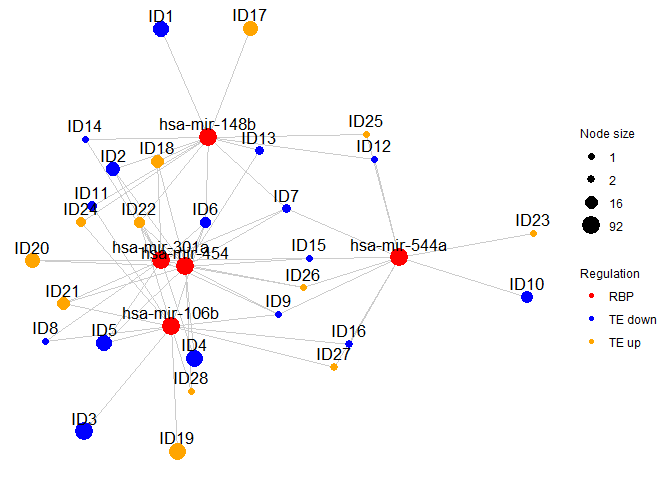 ID1
ID17
ID14
hsa-mir-148b
ID25
ID13
ID12
ID2
ID18
ID11
ID24
ID22
ID6
ID7
ID23
hsa-mir-301a
hsa-mir-454
ID15
hsa-mir-544a
ID20
ID26
ID10
ID21
ID9
hsa-mir-106b
ID8
ID5
ID4
ID16
ID27
ID28
ID3
ID19
Node size
1
2
16
92
Regulation
RBP
TE down
TE up